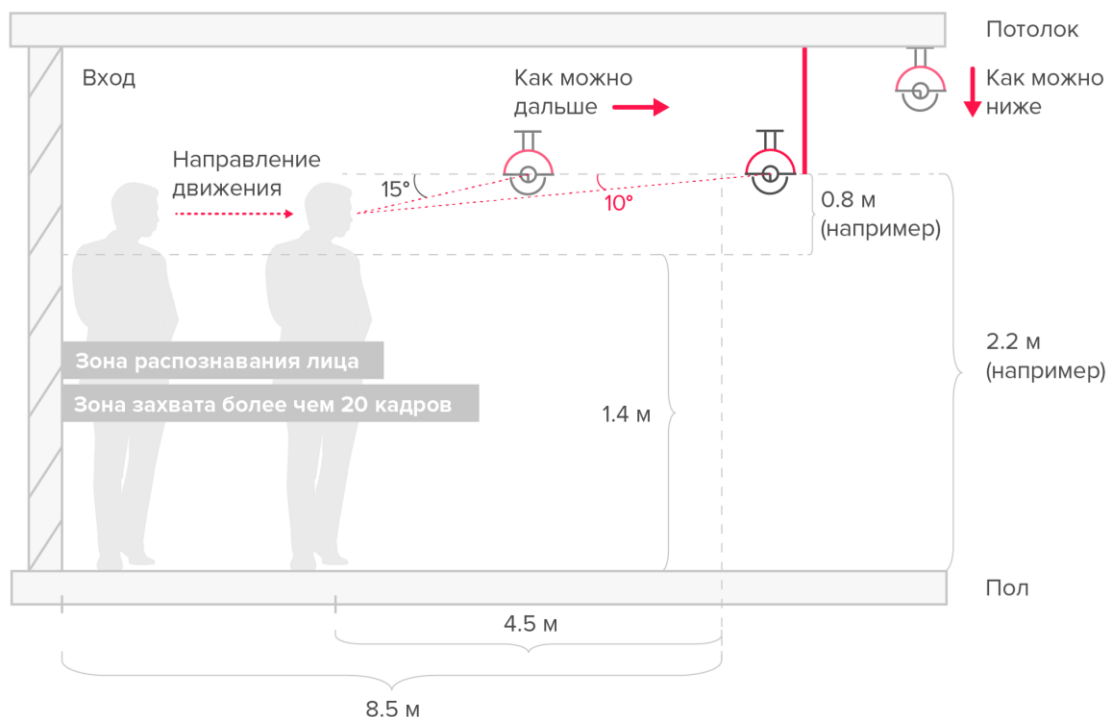 Потолок
Вход
Как можно
дальше
Как можно
ниже
Направление
движения
15°
10°
0.8 м
(например)
Зона распознавания лица
Зона захвата более чем 20 кадров
1.4 м
2.2 м
(например)
Пол
4.5 м
8.5 м